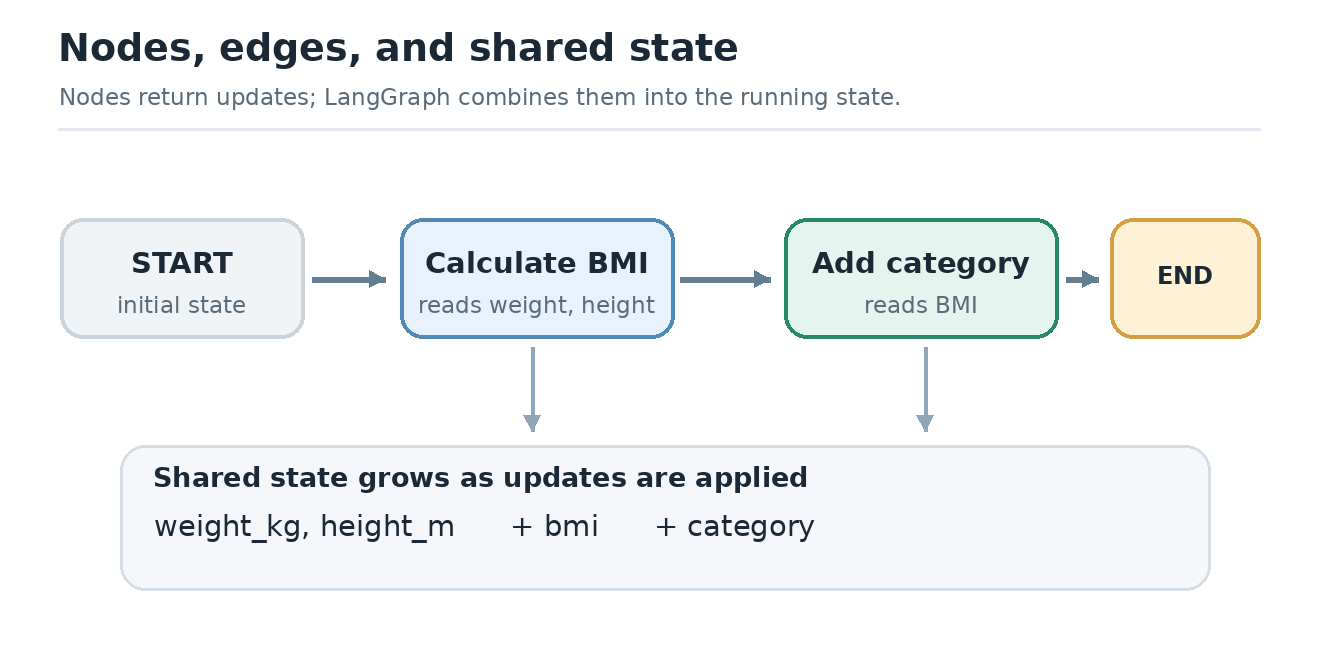 Nodes, edges, and shared state
Nodes return updates; LangGraph combines them into the running state.
START
initial state
Calculate BMI
reads weight, height
Add category
reads BMI
END
Shared state grows as updates are applied
weight_kg, height_m + bmi + category